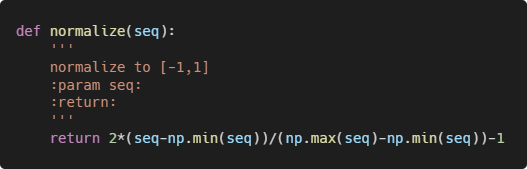 def normalize(seq):
    '''
    normalize to [-1,1]
    :param seq:
    :return:
    '''
    return 2*(seq-np.min(seq))/(np.max(seq)-np.min(seq))-1